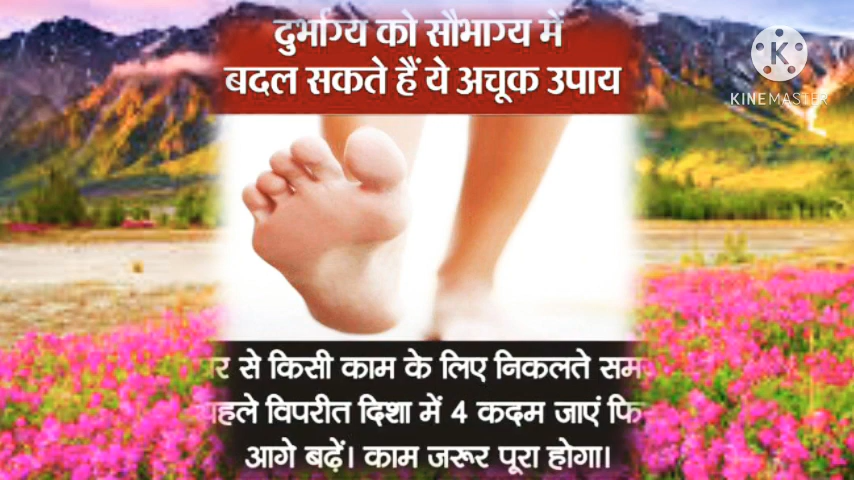 दुर्भाग्य को सौभाग्य में
बदल सकते हैं ये अचूक उपाय
K
KINEMASTER
से किसी काम के लिए निकलते
विपरीत दिशा में 4 कदम जाएं
आगे बढ़ें। काम जरूर पूरा होगा।